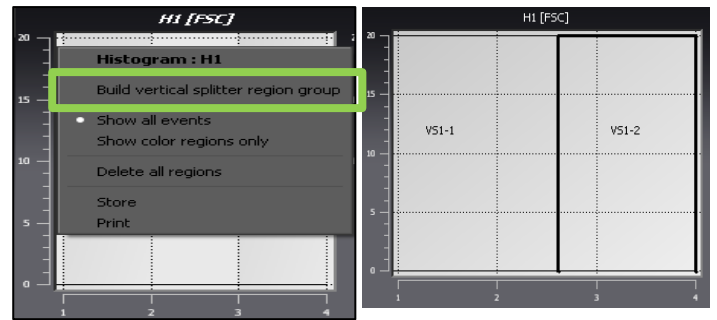 H1 [FSC]
20
15
10
5
0
1 2 3 4
Histogram : H1
Build vertical splitter region group
Show all events
Show color regions only
Delete all regions
Store
Print
H1 [FSC]
20
15
10
5
0
VS1-1 VS1-2
1 2 3 4